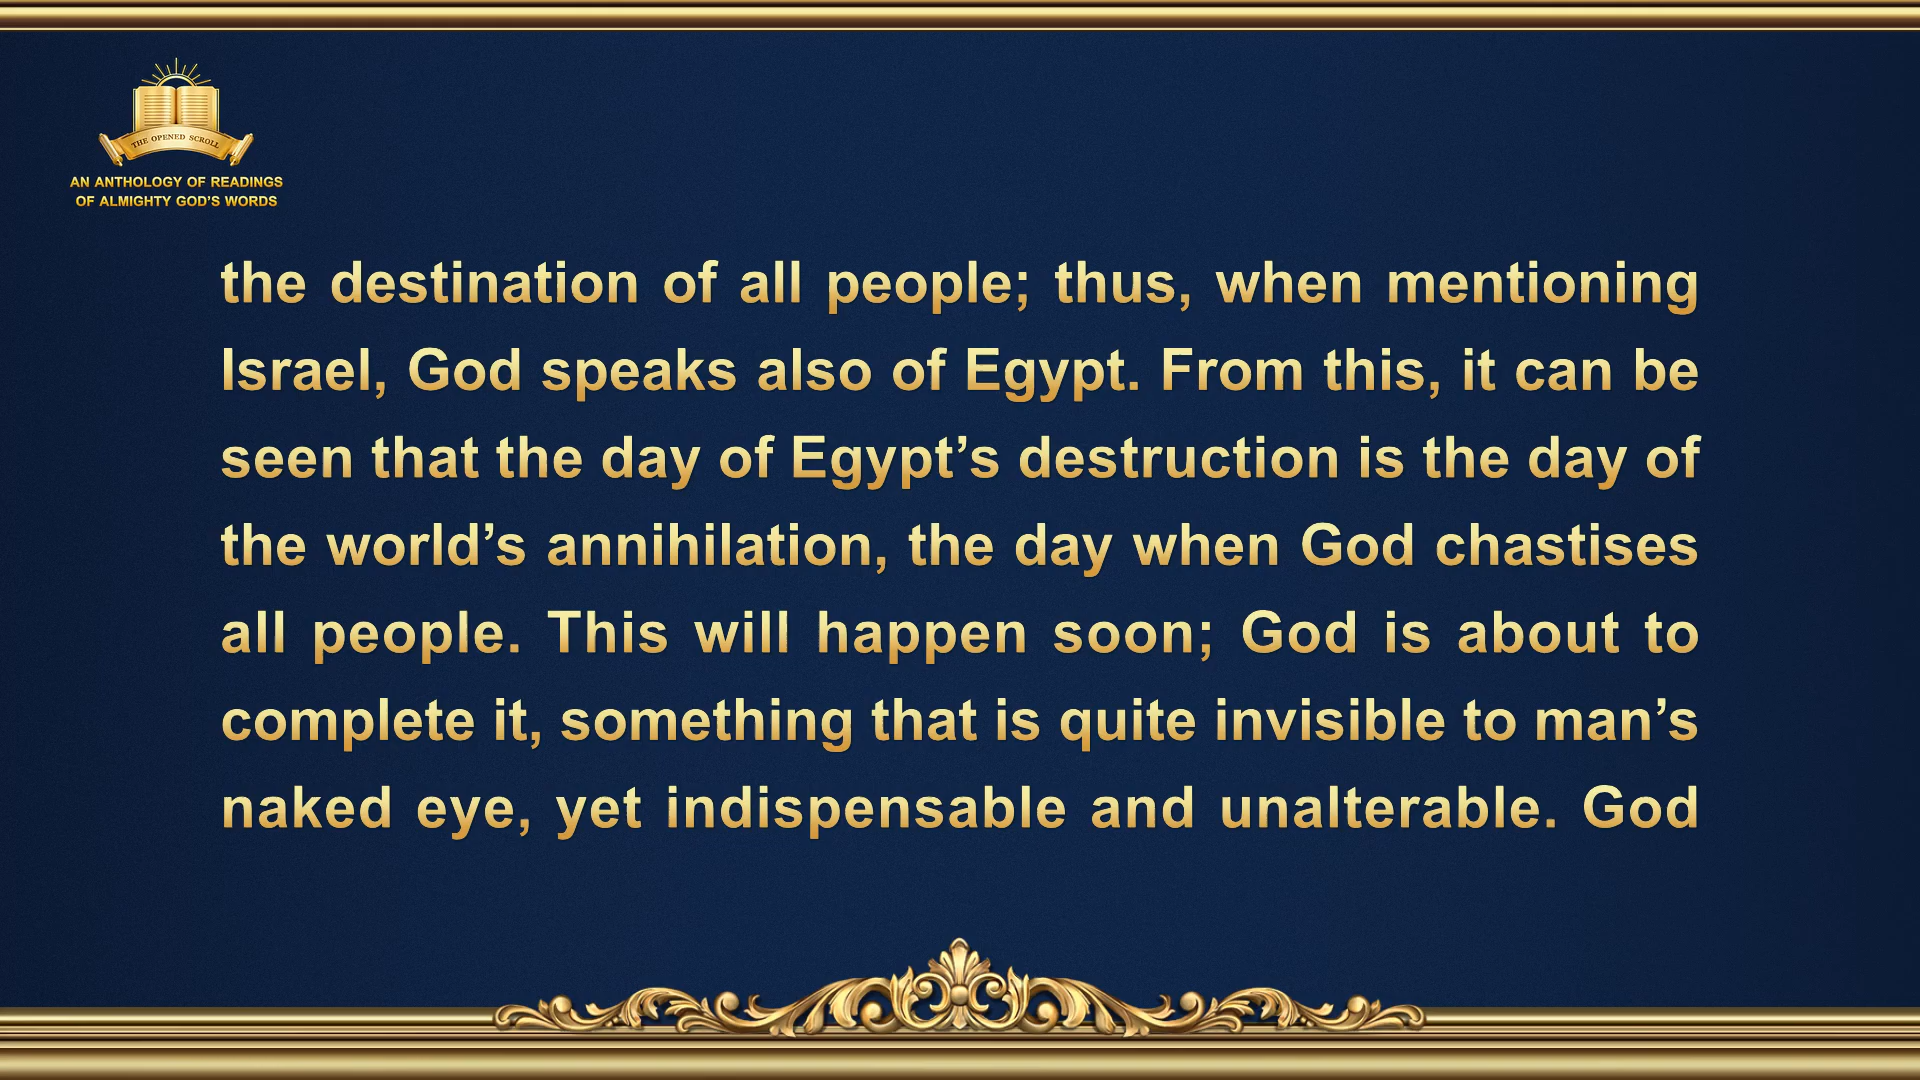 THE OPENED SCROLL
AN ANTHOLOGY OF READINGS
OF ALMIGHTY GOD’S WORDS
the destination of all people; thus, when mentioning
Israel, God speaks also of Egypt. From this, it can be
seen that the day of Egypt’s destruction is the day of
the world’s annihilation, the day when God chastises
all people. This will happen soon; God is about to
complete it, something that is quite invisible to man’s
naked eye, yet indispensable and unalterable. God